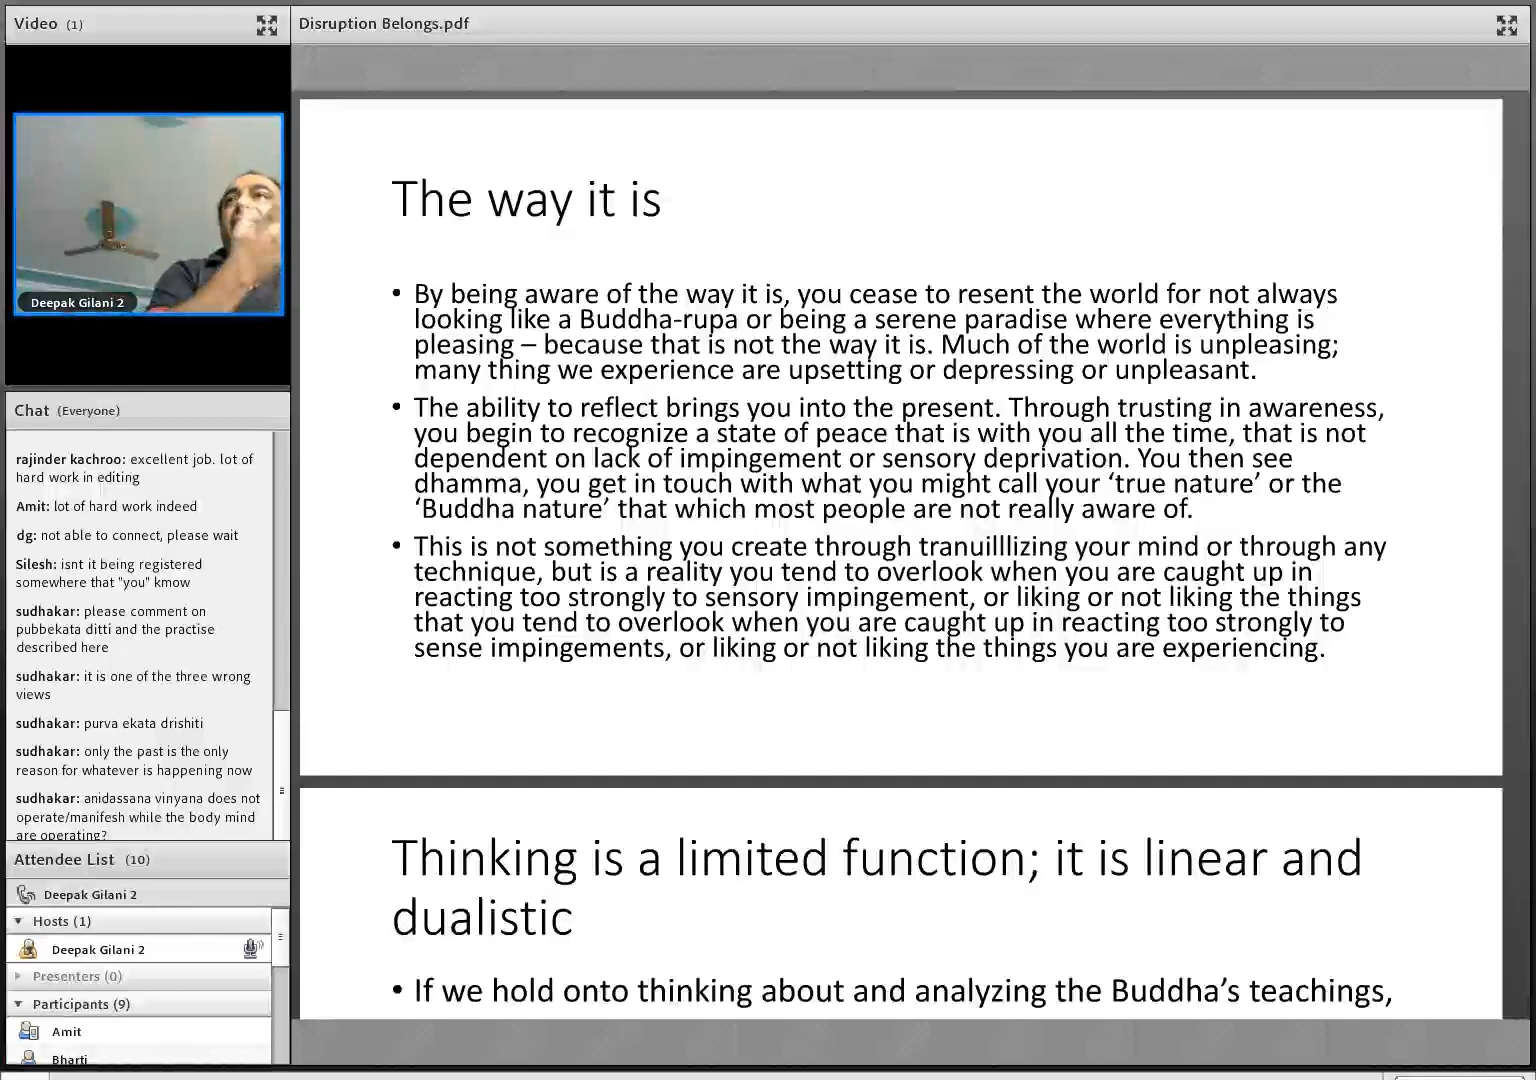 Video (1)
Disruption Belongs.pdf
Deepak Gilani 2
Chat (Everyone)
rajinder kachroo: excellent job. lot of
hard work in editing
Amit: lot of hard work indeed
dg: not able to connect, please wait
Silesh: isnt it being registered
somewhere that "you" kmow
sudhakar: please comment on
pubbekata ditti and the practise
described here
sudhakar: it is one of the three wrong
views
sudhakar: purva ekata drishiti
sudhakar: only the past is the only
reason for whatever is happening now
sudhakar: anidassana vinyana does not
operate/manifesh while the body mind
are operating?
Attendee List (10)
Deepak Gilani 2
Hosts (1)
Deepak Gilani 2
Presenters (0)
Participants (9)
Amit
Bharti
The way it is
• By being aware of the way it is, you cease to resent the world for not always
looking like a Buddha-rupa or being a serene paradise where everything is
pleasing – because that is not the way it is. Much of the world is unpleasing;
many thing we experience are upsetting or depressing or unpleasant.
• The ability to reflect brings you into the present. Through trusting in awareness,
you begin to recognize a state of peace that is with you all the time, that is not
dependent on lack of impingement or sensory deprivation. You then see
dhamma, you get in touch with what you might call your ‘true nature’ or the
‘Buddha nature’ that which most people are not really aware of.
• This is not something you create through tranuilllizing your mind or through any
technique, but is a reality you tend to overlook when you are caught up in
reacting too strongly to sensory impingement, or liking or not liking the things
that you tend to overlook when you are caught up in reacting too strongly to
sense impingements, or liking or not liking the things you are experiencing.
Thinking is a limited function; it is linear and
dualistic
• If we hold onto thinking about and analyzing the Buddha’s teachings,